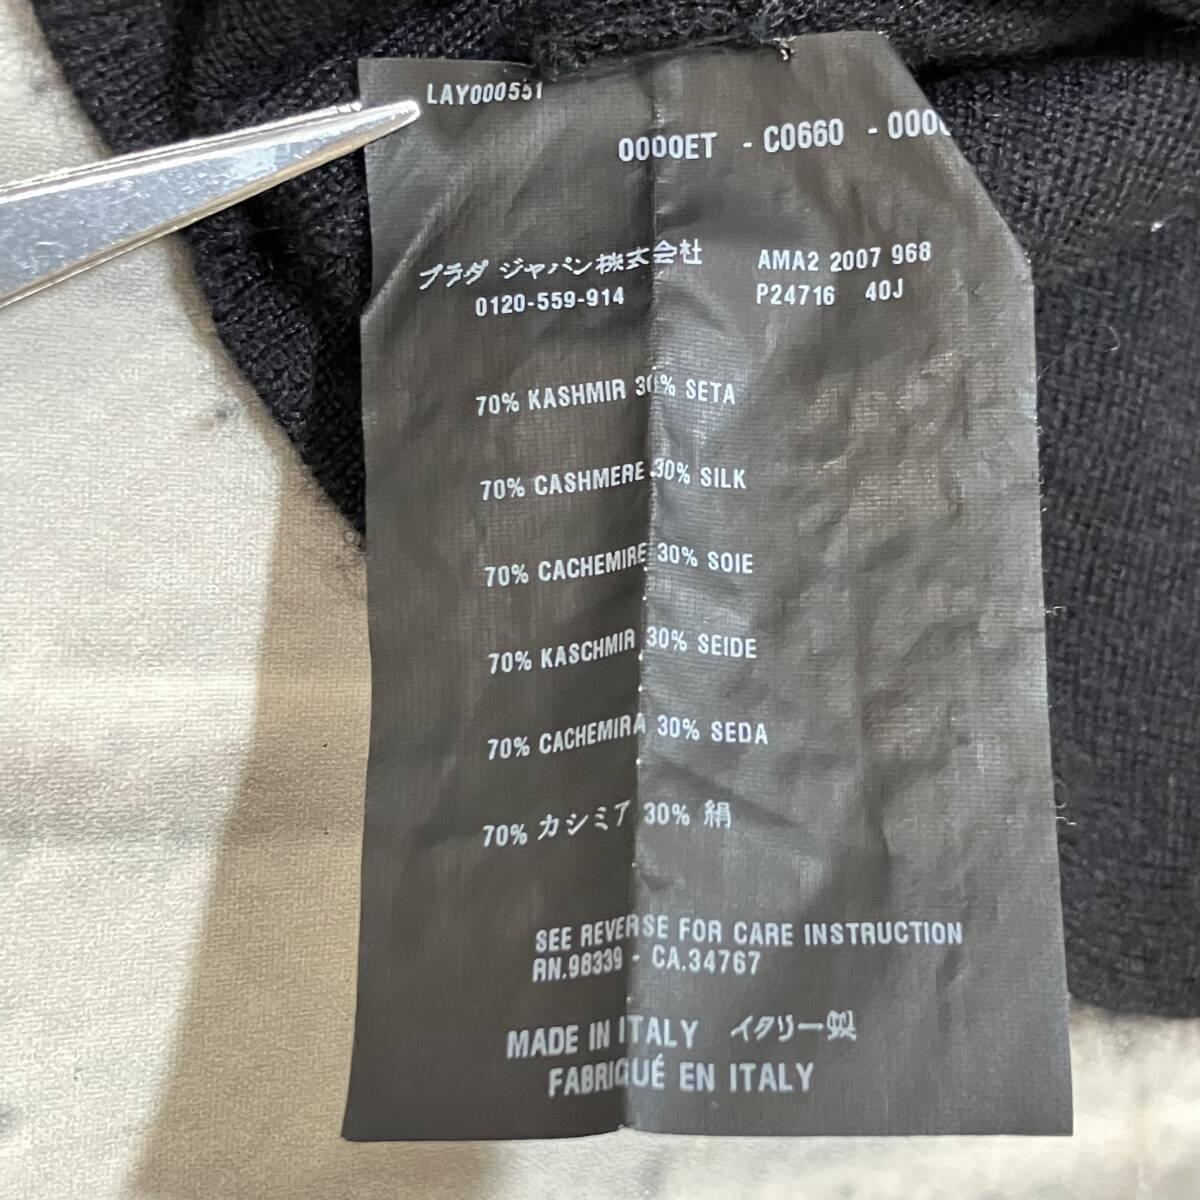 LAY000551
0000ET - C0660 - 0000
プラダ ジャパン株式会社
0120-559-914
AMA2 2007 968
P24716 40J
70% KASHMIR 30% SETA
70% CASHMERE 30% SILK
70% CACHEMIRE 30% SOIE
70% KASCHMIR 30% SEIDE
70% CACHEMIRA 30% SEDA
70% カシミア 30% 絹
SEE REVERSE FOR CARE INSTRUCTION
RN.98339 - CA.34767
MADE IN ITALY イタリー製
FABRIQUÉ EN ITALY